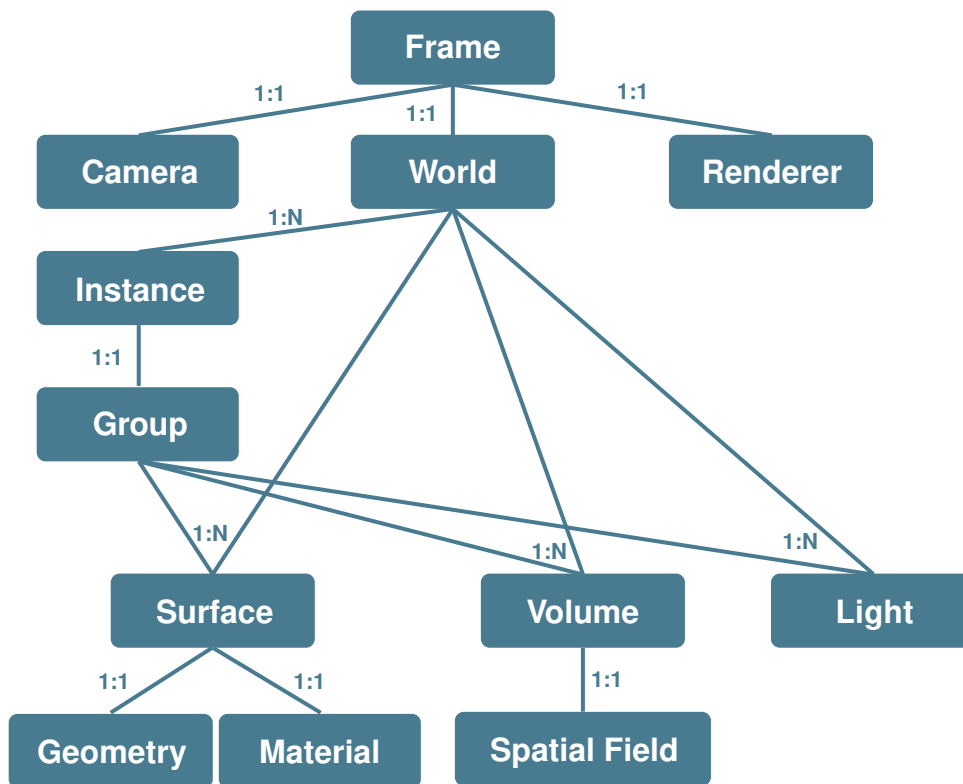 Frame
1:1
1:1
1:1
Camera
World
Renderer
1:N
Instance
1:1
Group
1:N
1:N
1:N
Surface
Volume
Light
1:1
1:1
1:1
Geometry
Material
Spatial Field